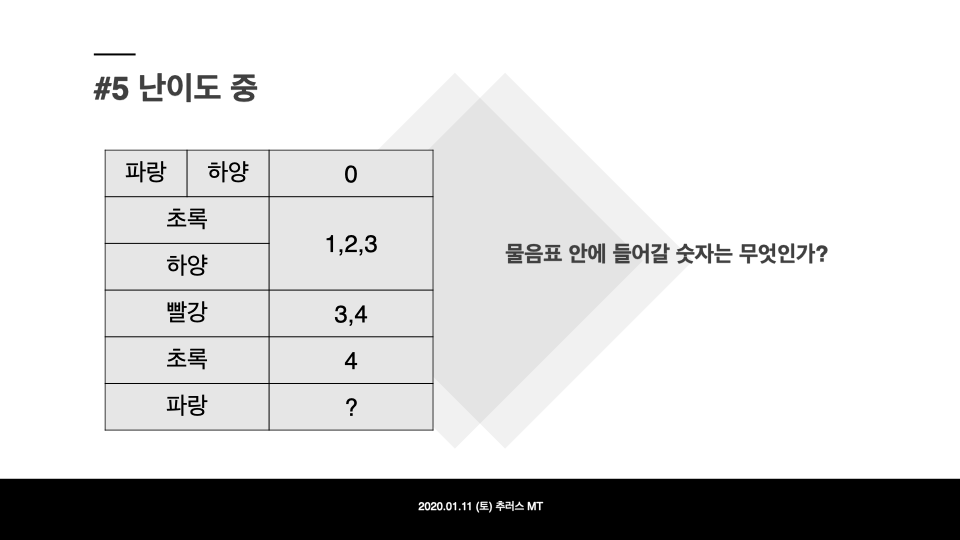 #5 난이도 중
파랑 하양 0
초록
1,2,3
하양
빨강 3,4
초록 4
파랑 ?
물음표 안에 들어갈 숫자는 무엇인가?
2020.01.11 (토) 추러스 MT